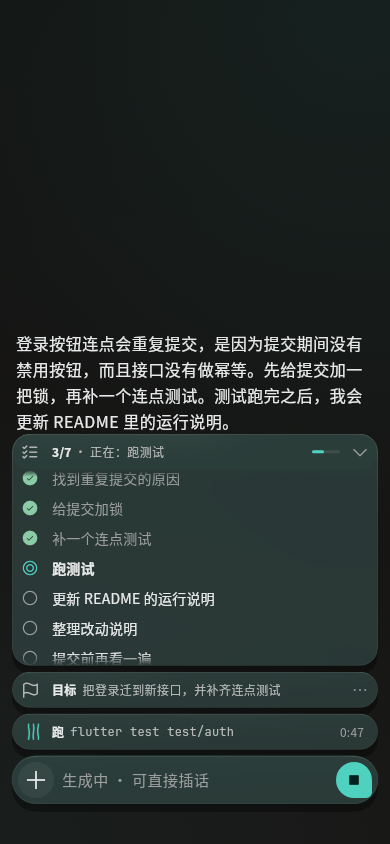 登录按钮连点会重复提交，是因为提交期间没有
禁用按钮，而且接口没有做幂等。先给提交加一
把锁，再补一个连点测试。测试跑完之后，我会
更新 README 里的运行说明。
3/7 · 正在：跑测试
找到重复提交的原因
给提交加锁
补一个连点测试
跑测试
更新 README 的运行说明
整理改动说明
提交前再看一遍
目标 把登录迁到新接口，并补齐连点测试 ···
跑 flutter test test/auth 0:47
生成中 · 可直接插话